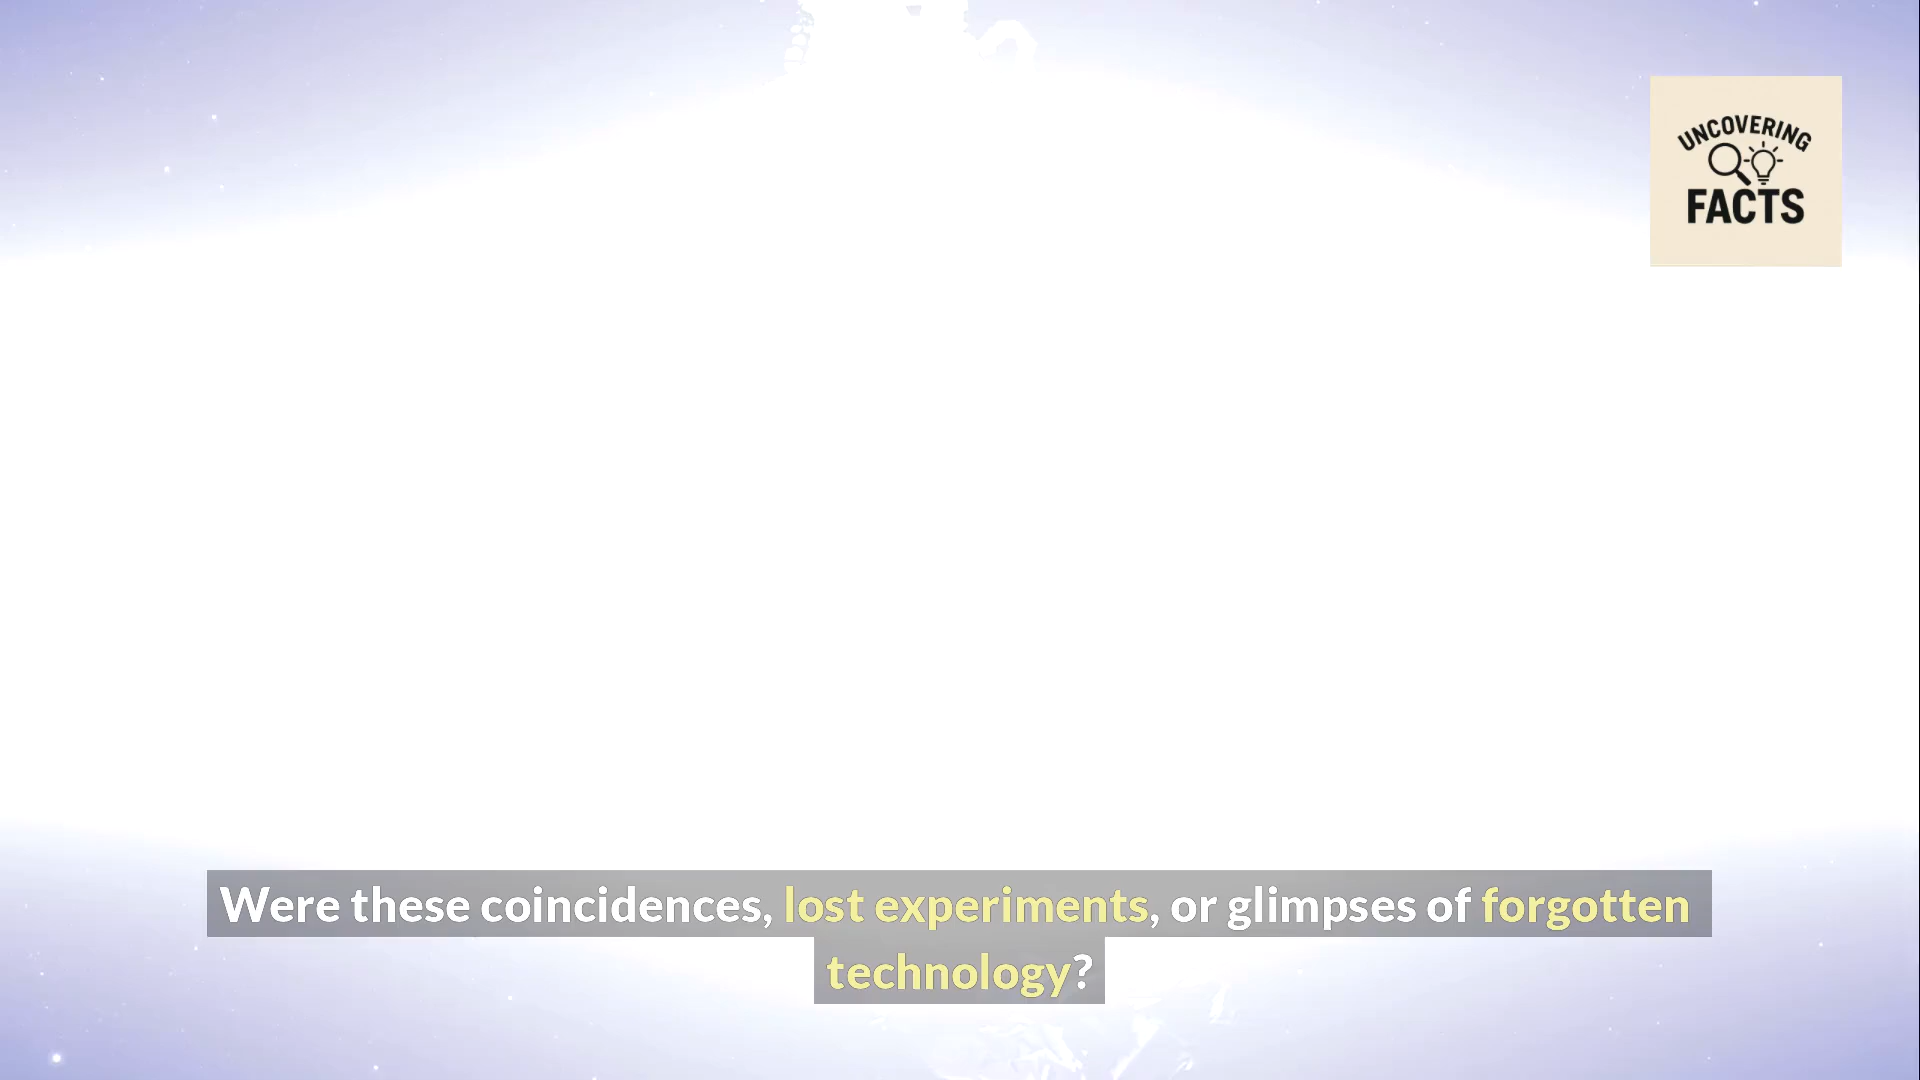 UNCOVERING
FACTS
Were these coincidences, lost experiments, or glimpses of forgotten
technology?